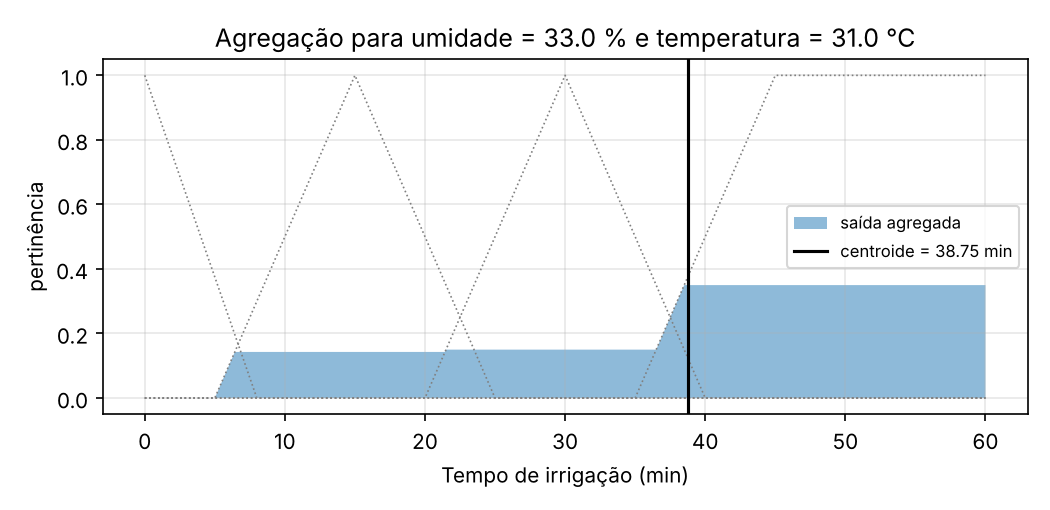 Agregação para umidade = 33.0 % e temperatura = 31.0 °C
pertinência
1.0
0.8
0.6
0.4
0.2
0.0
saída agregada
centroide = 38.75 min
0 10 20 30 40 50 60
Tempo de irrigação (min)